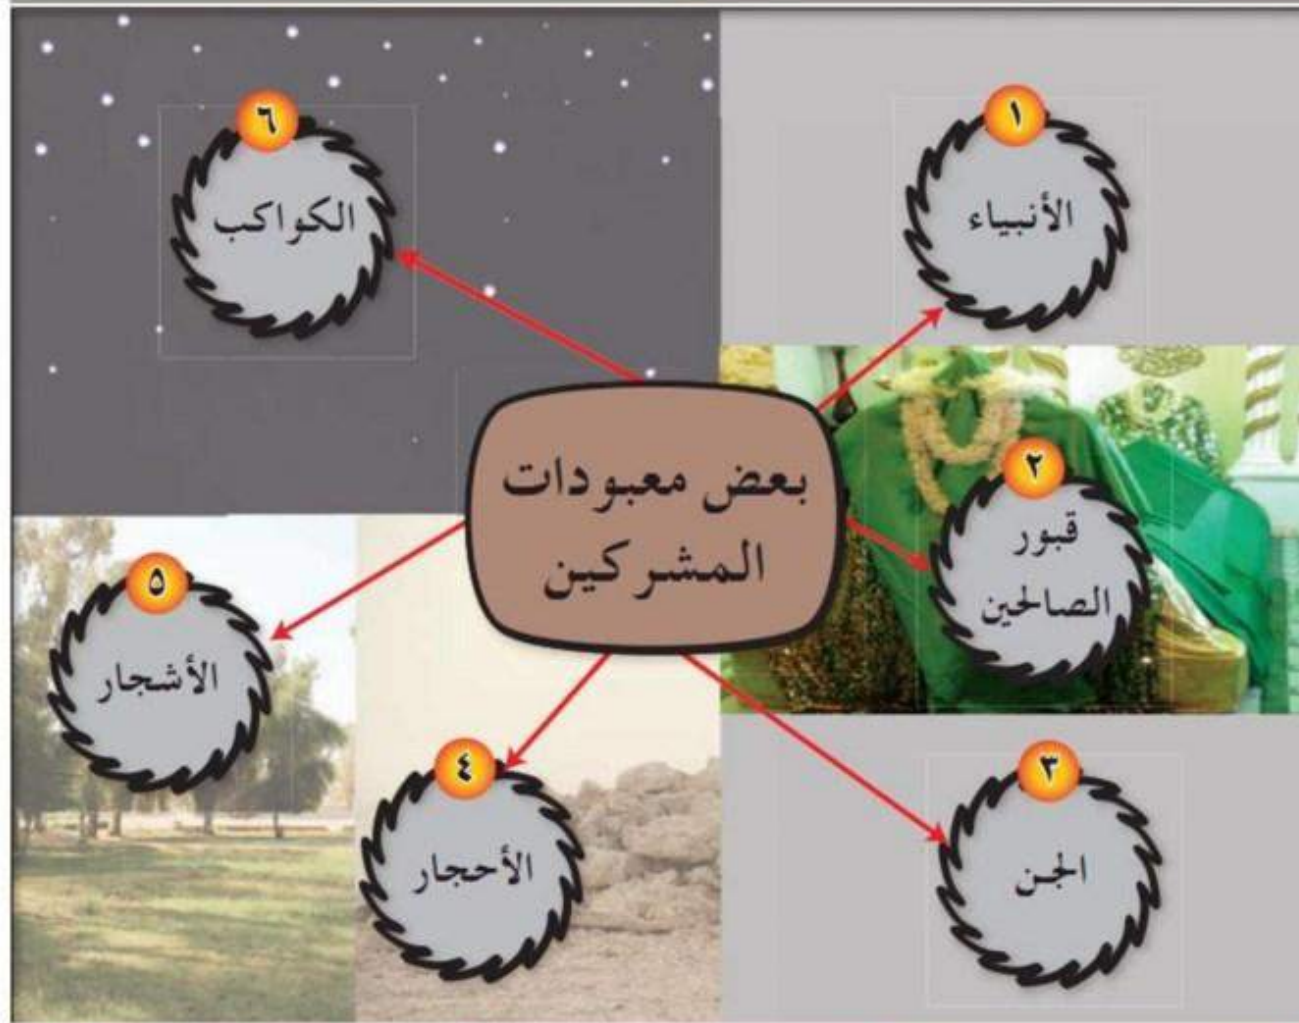 بعض معبودات
المشركين
١
الأنبياء
٢
قبور
الصالحين
٣
الجن
٤
الأحجار
٥
الأشجار
٦
الكواكب